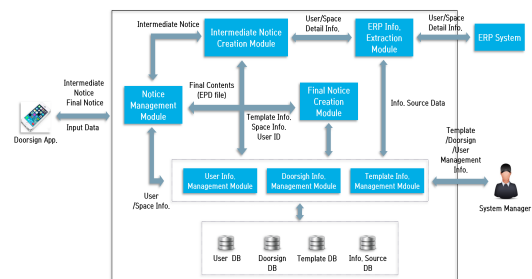 Intermediate Notice
Intermediate Notice
Creation Module
User/Space
Detail Info.
ERP Info,
Extraction
Module
User/Space
Detail Info.
ERP System
Intermediate
Notice
Final Notice
Input Data
Doorsign App.
Notice
Management
Module
Final Contents
(EPD file)
Template Info.
Space Info.
User ID
Final Notice
Creation
Module
Info. Source Data
Template
/Doorsign
/User
Management
Info.
System Manager
User
/Space Info.
User Info,
Management Module
Doorsigh Info,
Management Module
Template Info,
Management Module
User DB
Doorsign
DB
Template DB
Info, Source
DB